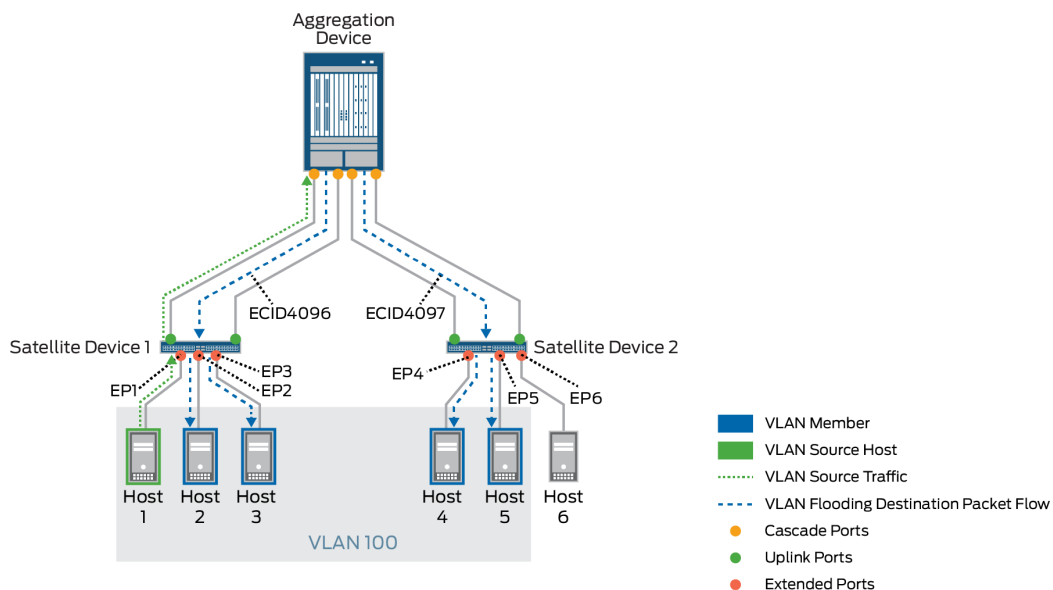 Aggregation
Device
ECID4096
ECID4097
Satellite Device 1
Satellite Device 2
EP1
EP3
EP2
EP4
EP5
EP6
Host
1
Host
2
Host
3
Host
4
Host
5
Host
6
VLAN 100
VLAN Member
VLAN Source Host
VLAN Source Traffic
VLAN Flooding Destination Packet Flow
Cascade Ports
Uplink Ports
Extended Ports